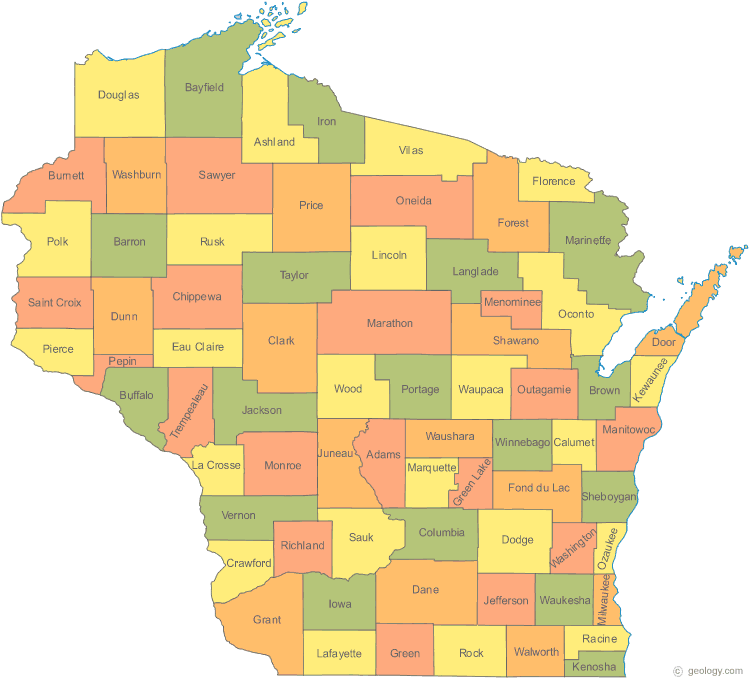 Douglas
Bayfield
Iron
Ashland
Vilas
Burnett
Washburn
Sawyer
Price
Oneida
Forest
Florence
Marinette
Polk
Barron
Rusk
Lincoln
Langlade
Taylor
Saint Croix
Dunn
Chippewa
Marathon
Menominee
Oconto
Shawano
Door
Pierce
Pepin
Eau Claire
Clark
Buffalo
Trempealeau
Jackson
Wood
Portage
Waupaca
Outagamie
Brown
Kewaunee
La Crosse
Monroe
Juneau
Adams
Waushara
Winnebago
Calumet
Manitowoc
Marquette
Green Lake
Fond du Lac
Sheboygan
Vernon
Richland
Sauk
Columbia
Dodge
Washington
Ozaukee
Crawford
Grant
Iowa
Dane
Jefferson
Waukesha
Milwaukee
Lafayette
Green
Rock
Walworth
Racine
Kenosha
© geology.com